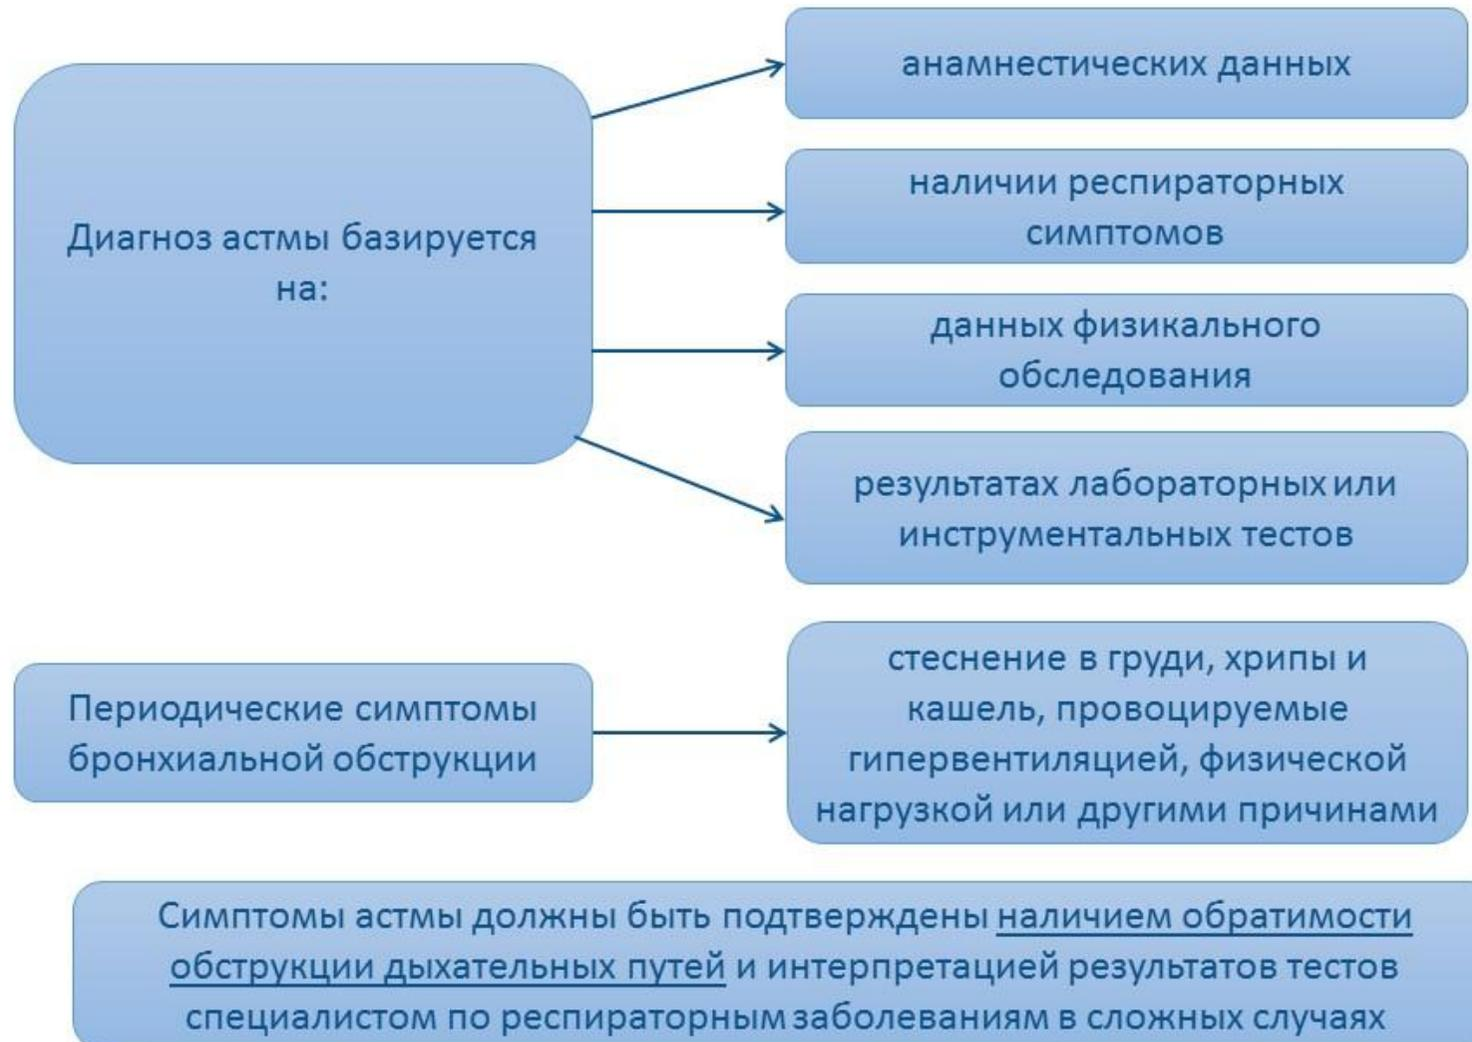 Диагноз астмы базируется
на:
анамнестических данных
наличии респираторных
симптомов
данных физикального
обследования
результатах лабораторных или
инструментальных тестов
Периодические симптомы
бронхиальной обструкции
стеснение в груди, хрипы и
кашель, провоцируемые
гипервентиляцией, физической
нагрузкой или другими причинами
Симптомы астмы должны быть подтверждены наличием обратимости
обструкции дыхательных путей и интерпретацией результатов тестов
специалистом по респираторным заболеваниям в сложных случаях